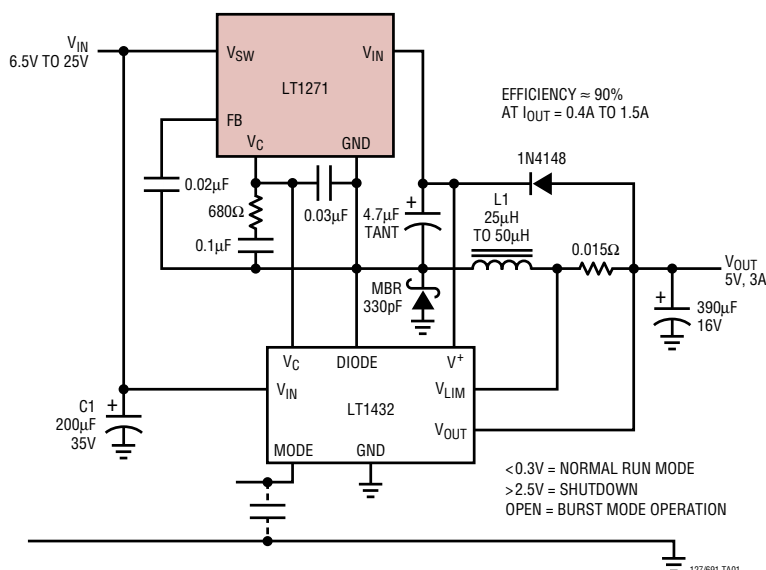 V_IN
6.5V TO 25V
V_SW
V_IN
LT1271
FB
V_C
GND
EFFICIENCY ≈ 90%
AT I_OUT = 0.4A TO 1.5A
1N4148
0.02µF
680Ω
0.03µF
0.1µF
+
4.7µF
TANT
L1
25µH
TO 50µH
0.015Ω
V_OUT
5V, 3A
MBR
330pF
+
390µF
16V
V_C
DIODE
V+
V_IN
V_LIM
LT1432
V_OUT
C1
200µF
35V
+
MODE
GND
<0.3V = NORMAL RUN MODE
>2.5V = SHUTDOWN
OPEN = BURST MODE OPERATION
127/691 TA01